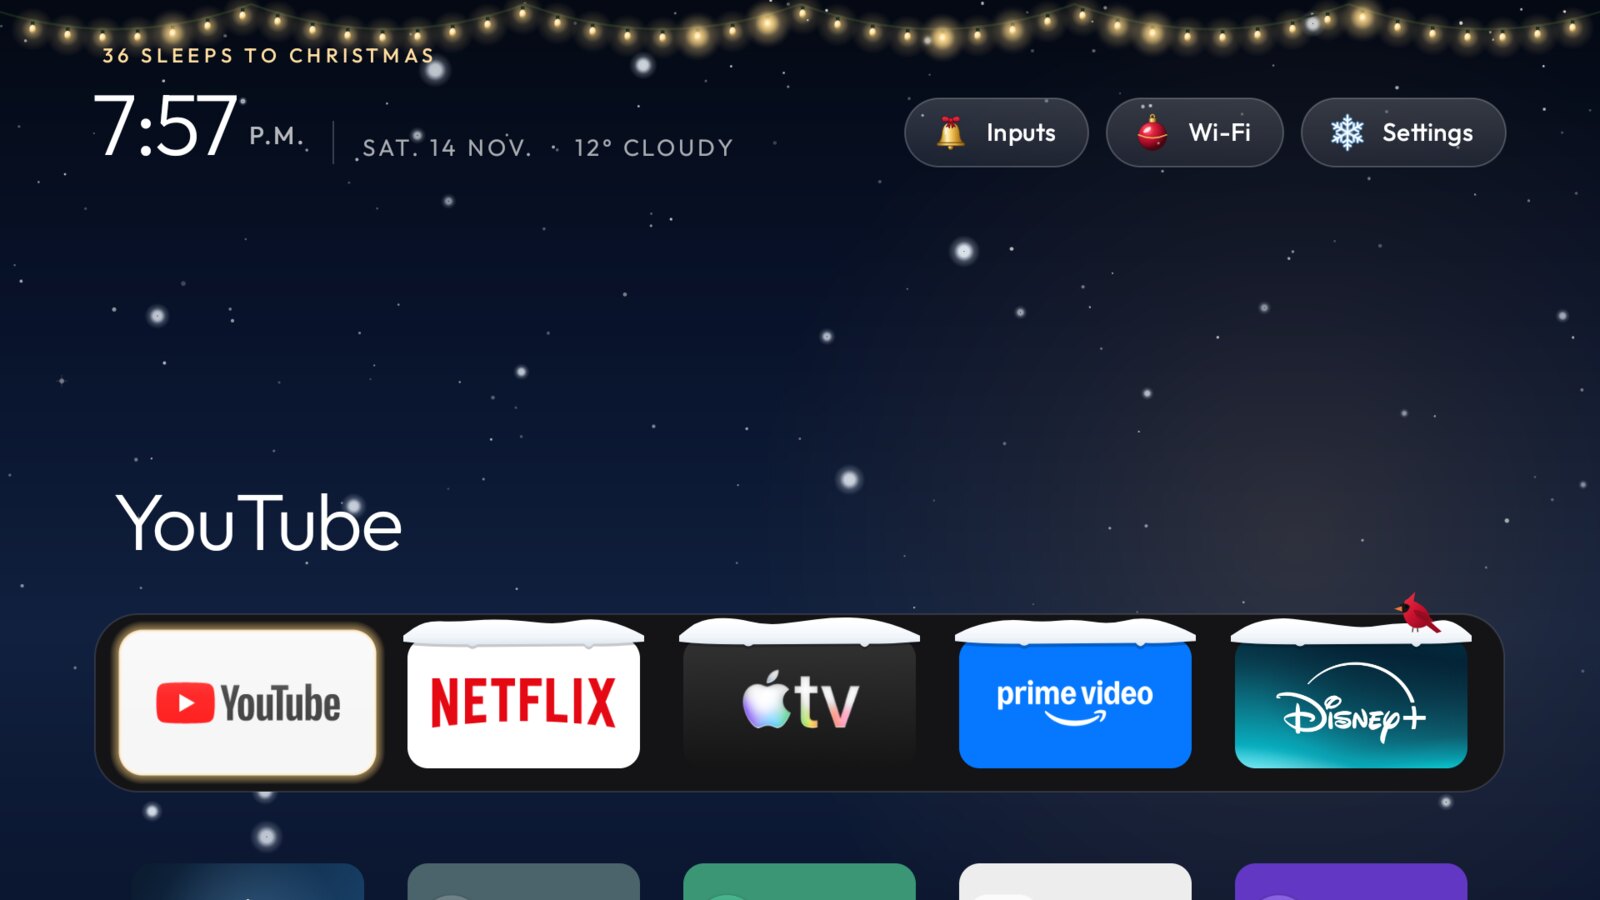 36 SLEEPS TO CHRISTMAS
7:57 P.M.
SAT. 14 NOV. · 12° CLOUDY
Inputs
Wi-Fi
Settings
YouTube
YouTube
NETFLIX
tv
prime video
Disney+